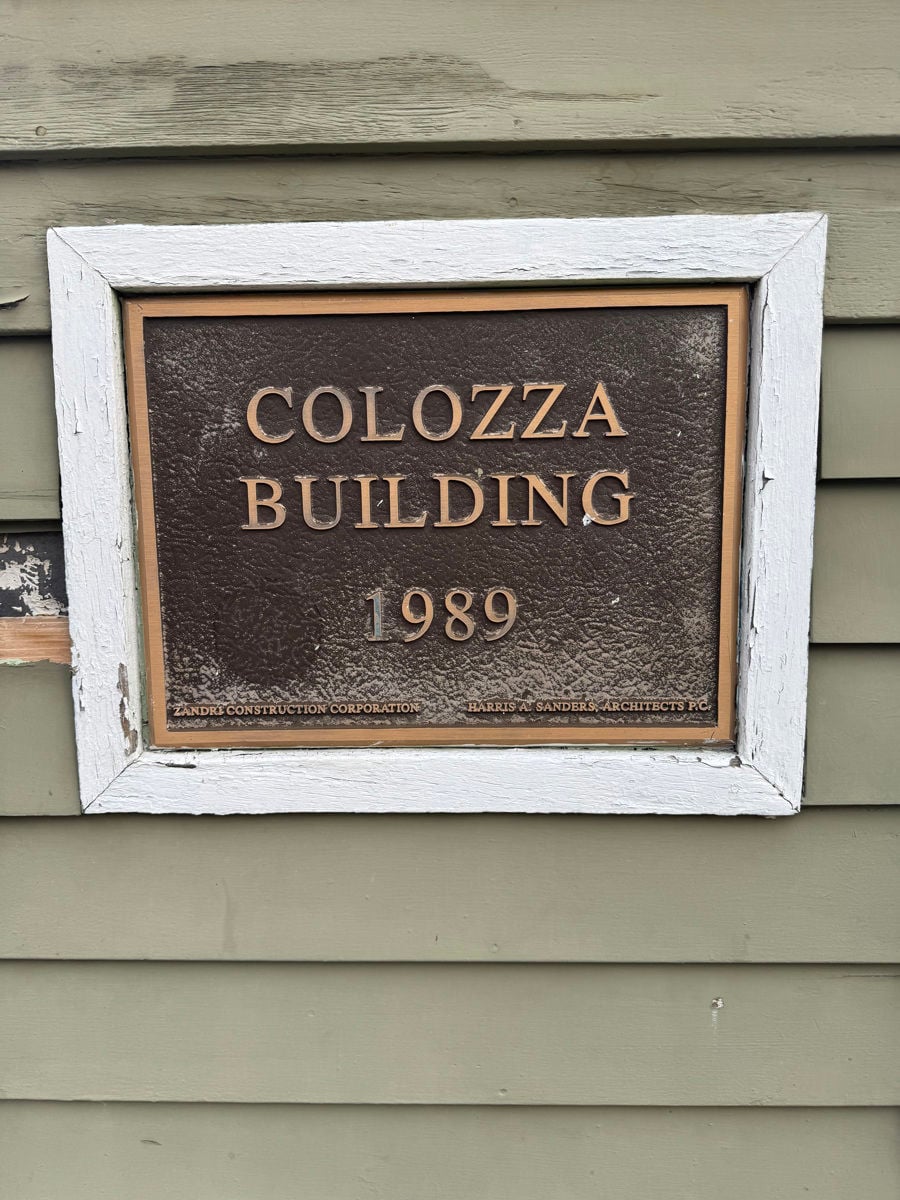 COLOZZA
BUILDING
1989
ZANDRI CONSTRUCTION CORPORATION
HARRIS A. SANDERS, ARCHITECTS P.C.